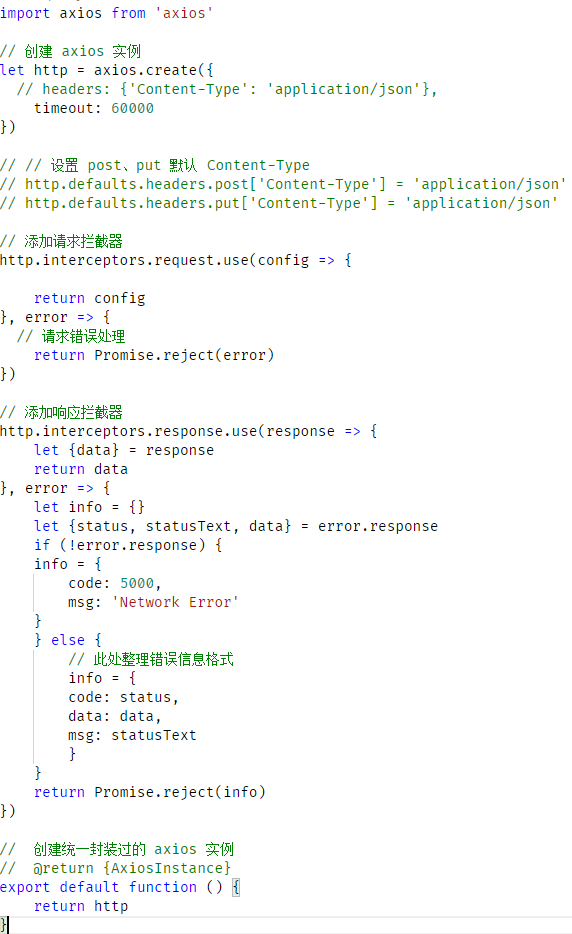 import axios from 'axios'
// 创建 axios 实例
let http = axios.create({
// headers: {'Content-Type': 'application/json'},
timeout: 60000
})
// // 设置 post、put 默认 Content-Type
// http.defaults.headers.post['Content-Type'] = 'application/json'
// http.defaults.headers.put['Content-Type'] = 'application/json'
// 添加请求拦截器
http.interceptors.request.use(config => {
return config
}, error => {
// 请求错误处理
return Promise.reject(error)
})
// 添加响应拦截器
http.interceptors.response.use(response => {
let {data} = response
return data
}, error => {
let info = {}
let {status, statusText, data} = error.response
if (!error.response) {
info = {
code: 5000,
msg: 'Network Error'
}
} else {
// 此处整理错误信息格式
info = {
code: status,
data: data,
msg: statusText
}
}
return Promise.reject(info)
})
// 创建统一封装过的 axios 实例
// @return {AxiosInstance}
export default function () {
return http
}